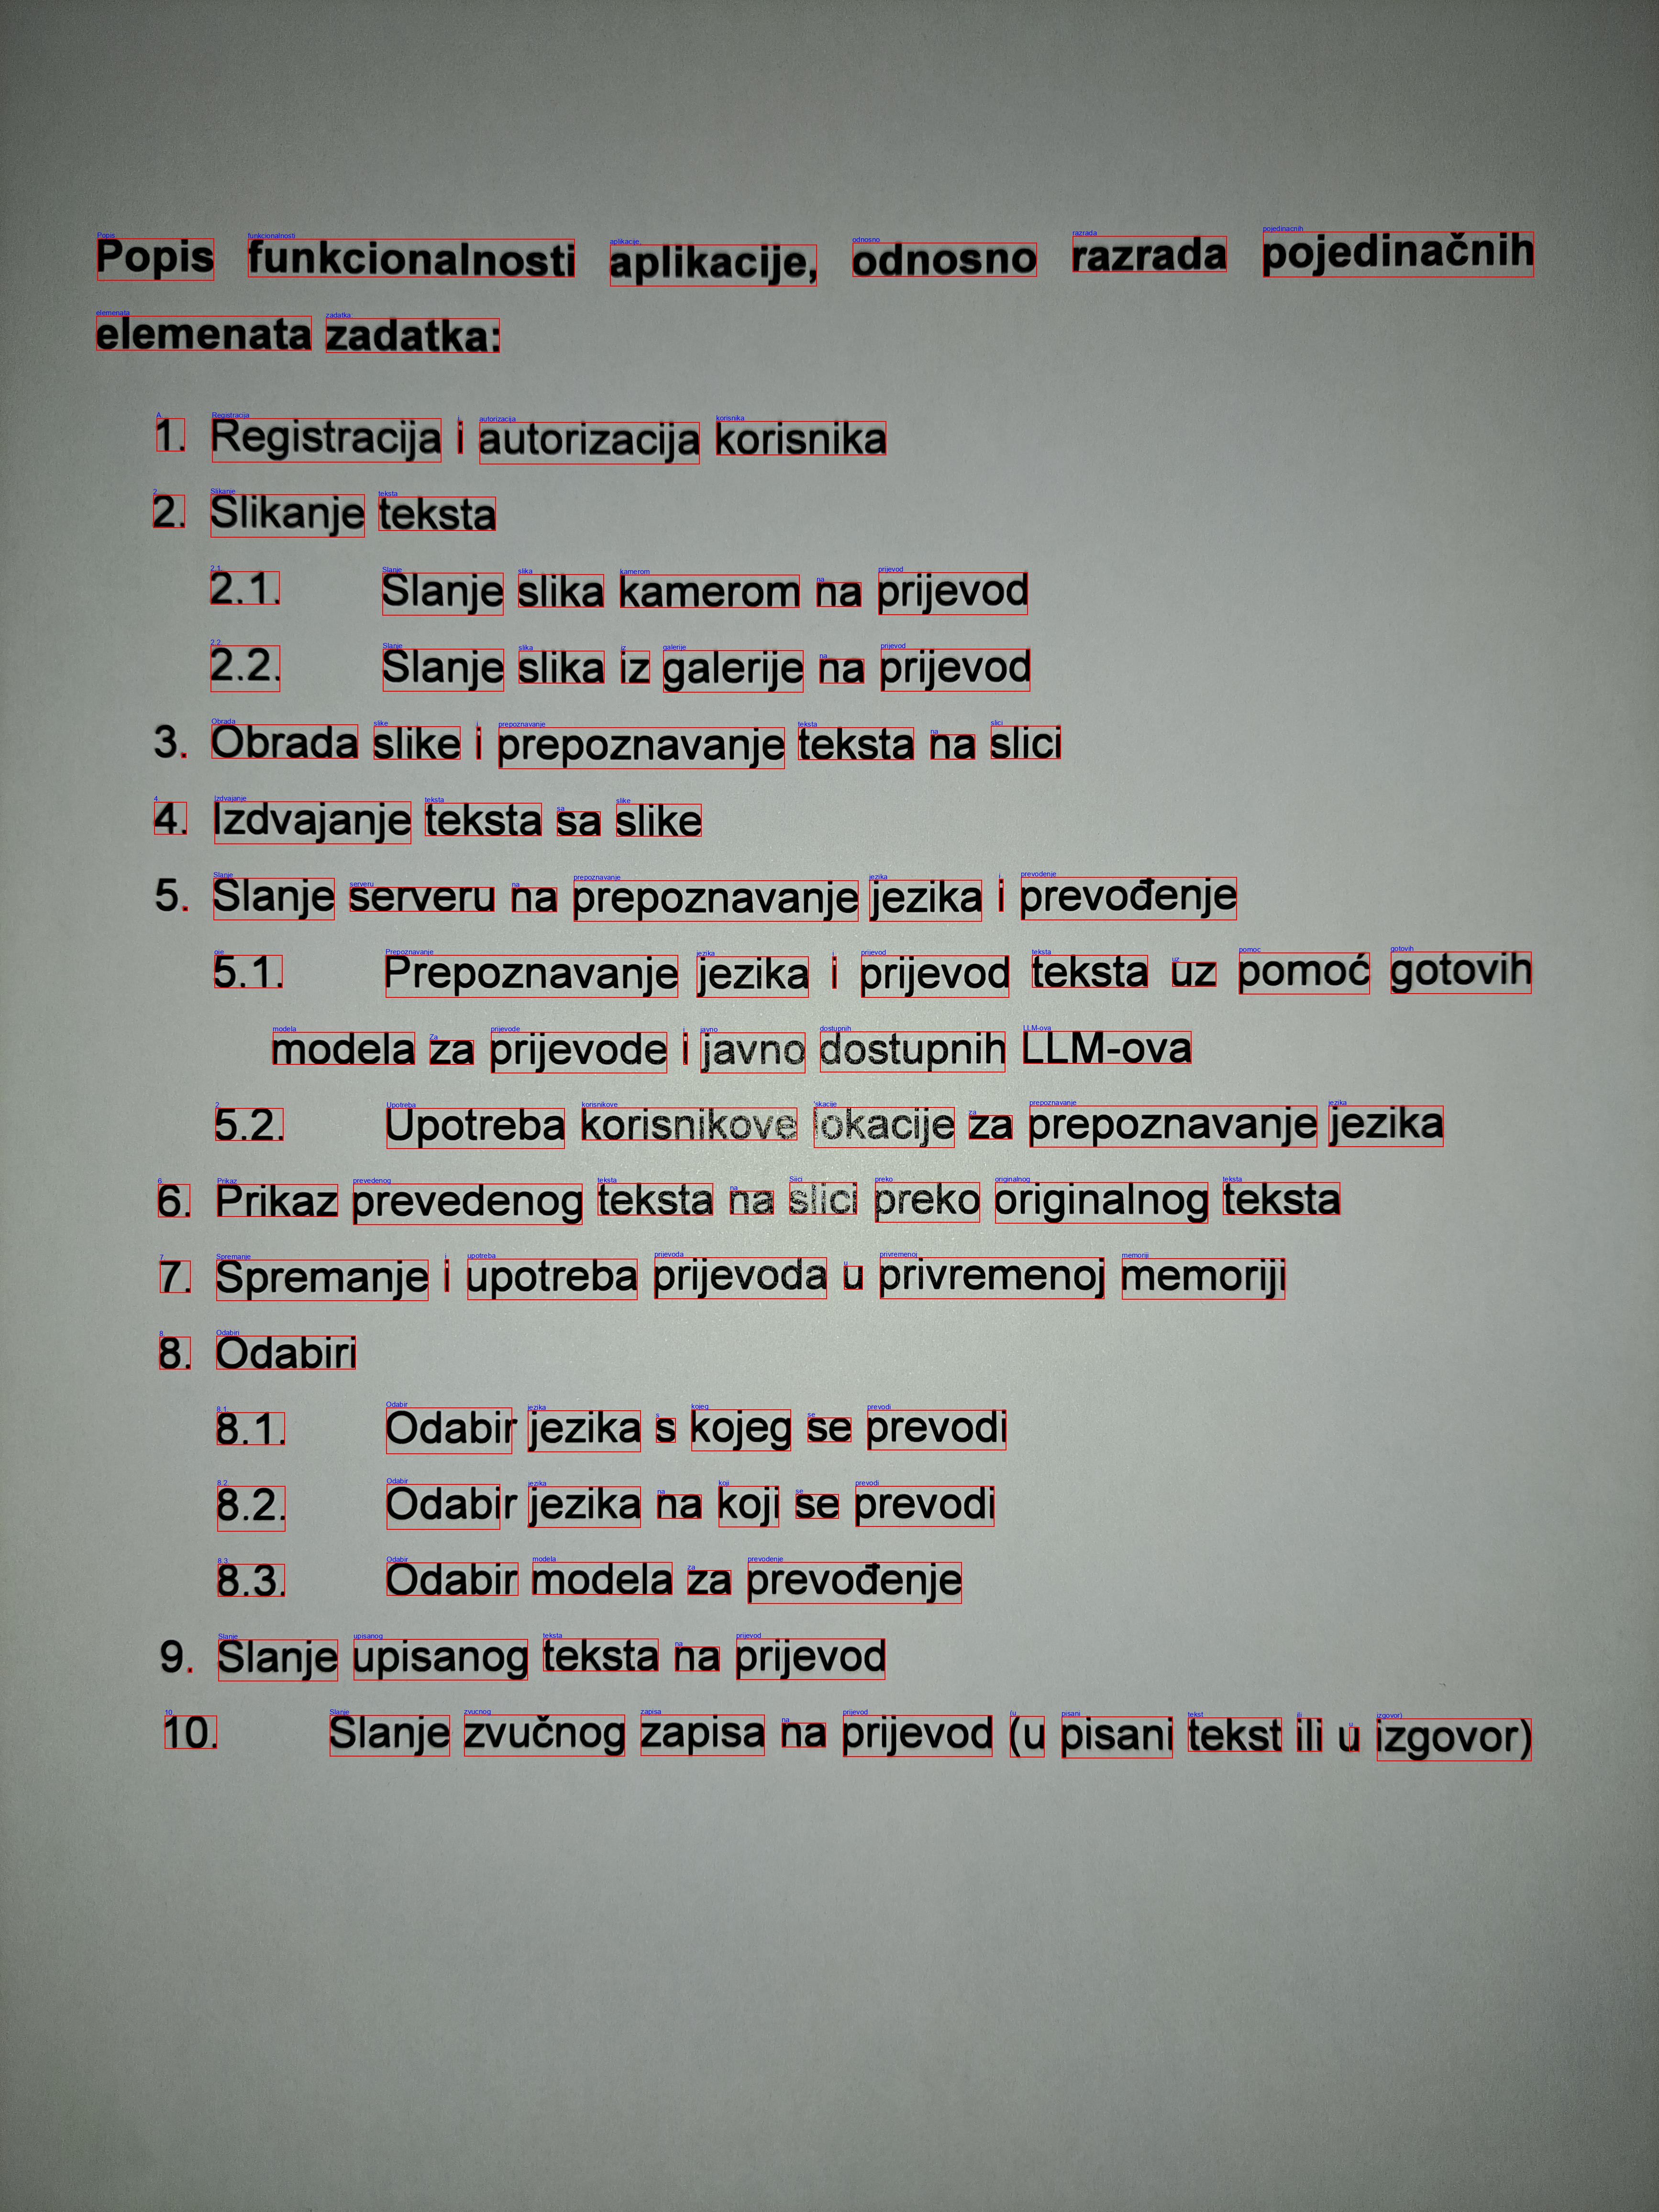 Popis funkcionalnosti aplikacije, odnosno razrada pojedinačnih
elemenata zadatka:
1. Registracija i autorizacija korisnika
2. Slikanje teksta
2.1. Slanje slika kamerom na prijevod
2.2. Slanje slika iz galerije na prijevod
3. Obrada slike i prepoznavanje teksta na slici
4. Izdvajanje teksta sa slike
5. Slanje serveru na prepoznavanje jezika i prevođenje
5.1. Prepoznavanje jezika i prijevod teksta uz pomoć gotovih
modela za prijevode i javno dostupnih LLM-ova
5.2. Upotreba korisnikove lokacije za prepoznavanje jezika
6. Prikaz prevedenog teksta na slici preko originalnog teksta
7. Spremanje i upotreba prijevoda u privremenoj memoriji
8. Odabiri
8.1. Odabir jezika s kojeg se prevodi
8.2. Odabir jezika na koji se prevodi
8.3. Odabir modela za prevođenje
9. Slanje upisanog teksta na prijevod
10. Slanje zvučnog zapisa na prijevod (u pisani tekst ili u izgovor)